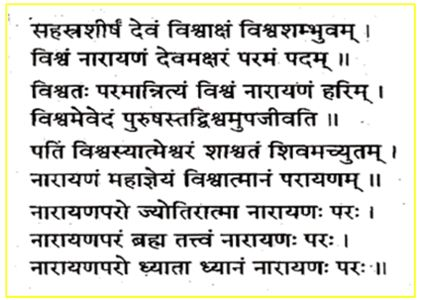 सहस्त्रशीर्षं देवं विश्वाक्षं विश्वशम्भुवम् ।
विश्वं नारायणं देवमक्षरं परमं पदम् ॥
विश्वतः परमान्नित्यं विश्वं नारायणं हरिम् ।
विश्वमेवेदं पुरुषस्तद्विश्वमुपजीवति ॥
पतिं विश्वस्यात्मेश्वरं शाश्वतं शिवमच्युतम् ।
नारायणं महाज्ञेयं विश्वात्मानं परायणम् ॥
नारायणपरो ज्योतिरात्मा नारायणः परः ।
नारायणपरं ब्रह्म तत्त्वं नारायणः परः ।
नारायणपरो ध्याता ध्यानं नारायणः परः ॥